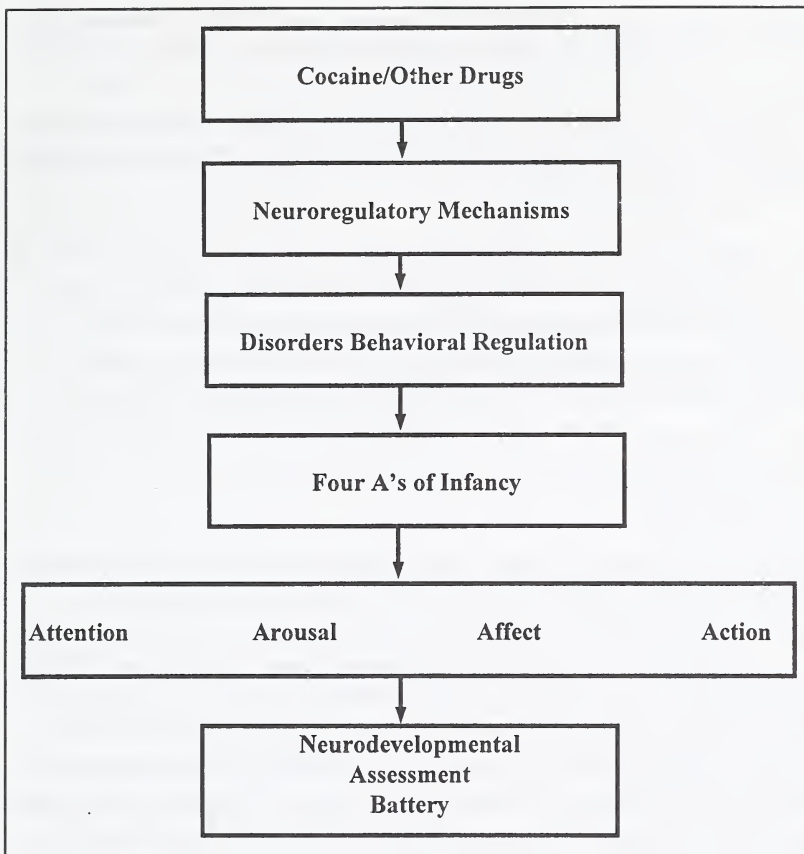 Cocaine/Other Drugs
Neuroregulatory Mechanisms
Disorders Behavioral Regulation
Four A's of Infancy
Attention Arousal Affect Action
Neurodevelopmental
Assessment
Battery